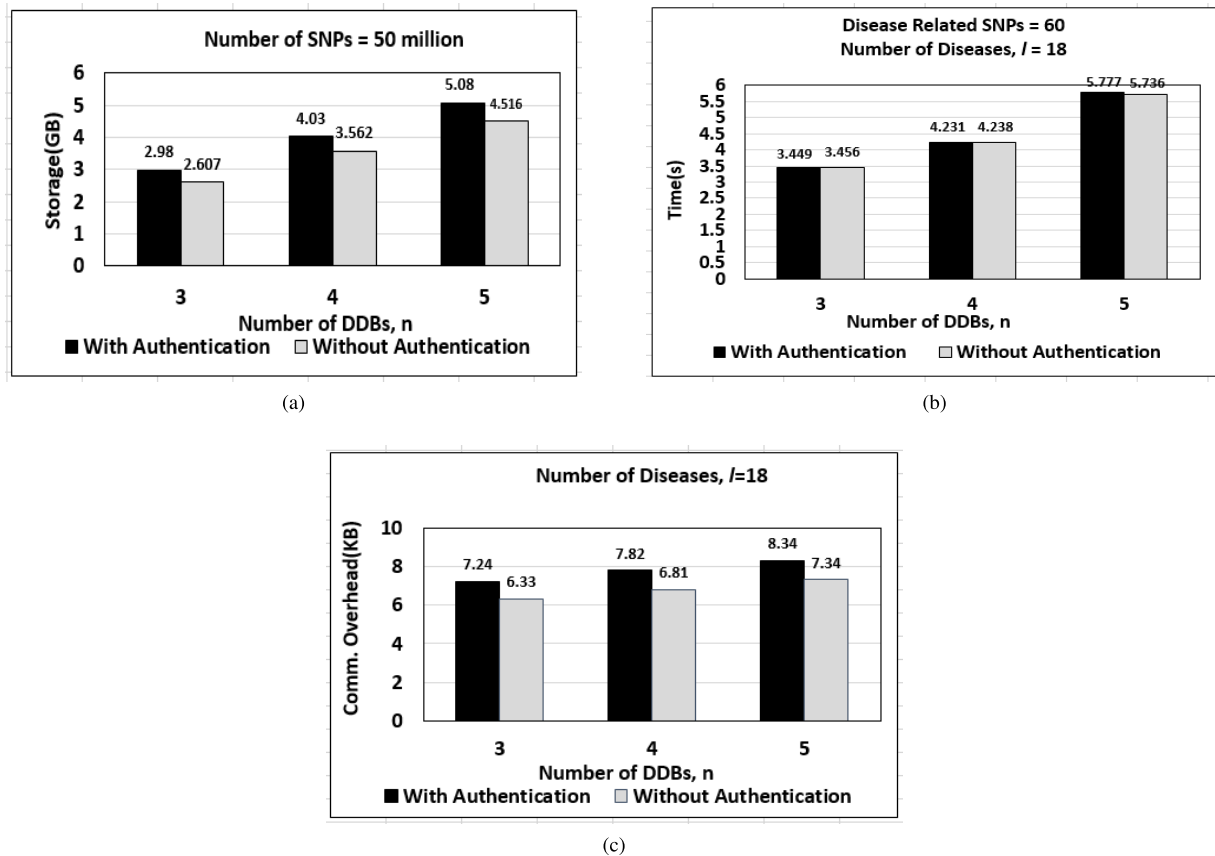 Number of SNPs = 50 million
Storage(GB)
6
5
4
3
2
1
0
2.98
2.607
4.03
3.562
5.08
4.516
3 4 5
Number of DDBs, n
With Authentication Without Authentication
(a)
Disease Related SNPs = 60
Number of Diseases, l = 18
Time(s)
6
5.5
5
4.5
4
3.5
3
2.5
2
1.5
1
0.5
0
3.449 3.456
4.231 4.238
5.777 5.736
3 4 5
Number of DDBs, n
With Authentication Without Authentication
(b)
Number of Diseases, l=18
Comm. Overhead(KB)
10
8
6
4
2
0
7.24
6.33
7.82
6.81
8.34
7.34
3 4 5
Number of DDBs, n
With Authentication Without Authentication
(c)